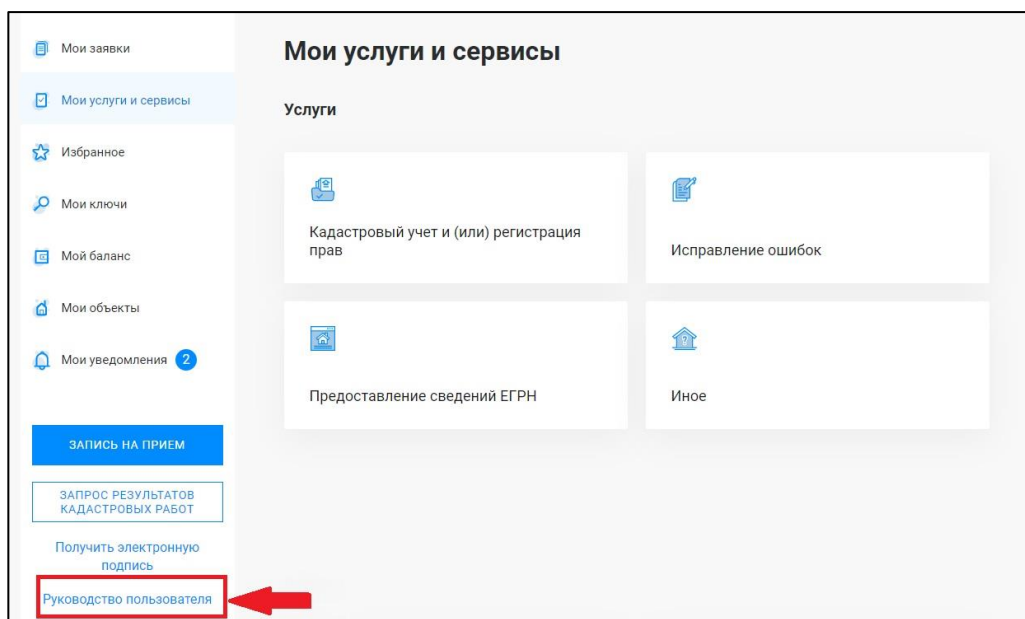 Мои заявки
Мои услуги и сервисы
Избранное
Мои ключи
Мой баланс
Мои объекты
Мои уведомления 2
ЗАПИСЬ НА ПРИЕМ
ЗАПРОС РЕЗУЛЬТАТОВ
КАДАСТРОВЫХ РАБОТ
Получить электронную
подпись
Руководство пользователя
Мои услуги и сервисы
Услуги
Кадастровый учет и (или) регистрация
прав
Исправление ошибок
Предоставление сведений ЕГРН
Иное